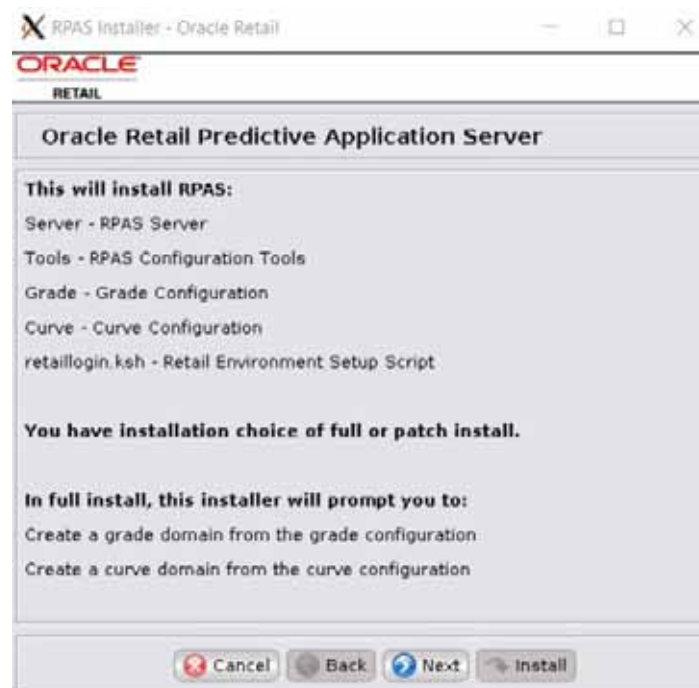 RPAS Installer - Oracle Retail
ORACLE
RETAIL
Oracle Retail Predictive Application Server
This will install RPAS:
Server - RPAS Server
Tools - RPAS Configuration Tools
Grade - Grade Configuration
Curve - Curve Configuration
retaillogin.ksh - Retail Environment Setup Script
You have installation choice of full or patch install.
In full install, this installer will prompt you to:
Create a grade domain from the grade configuration
Create a curve domain from the curve configuration
Cancel Back Next Install